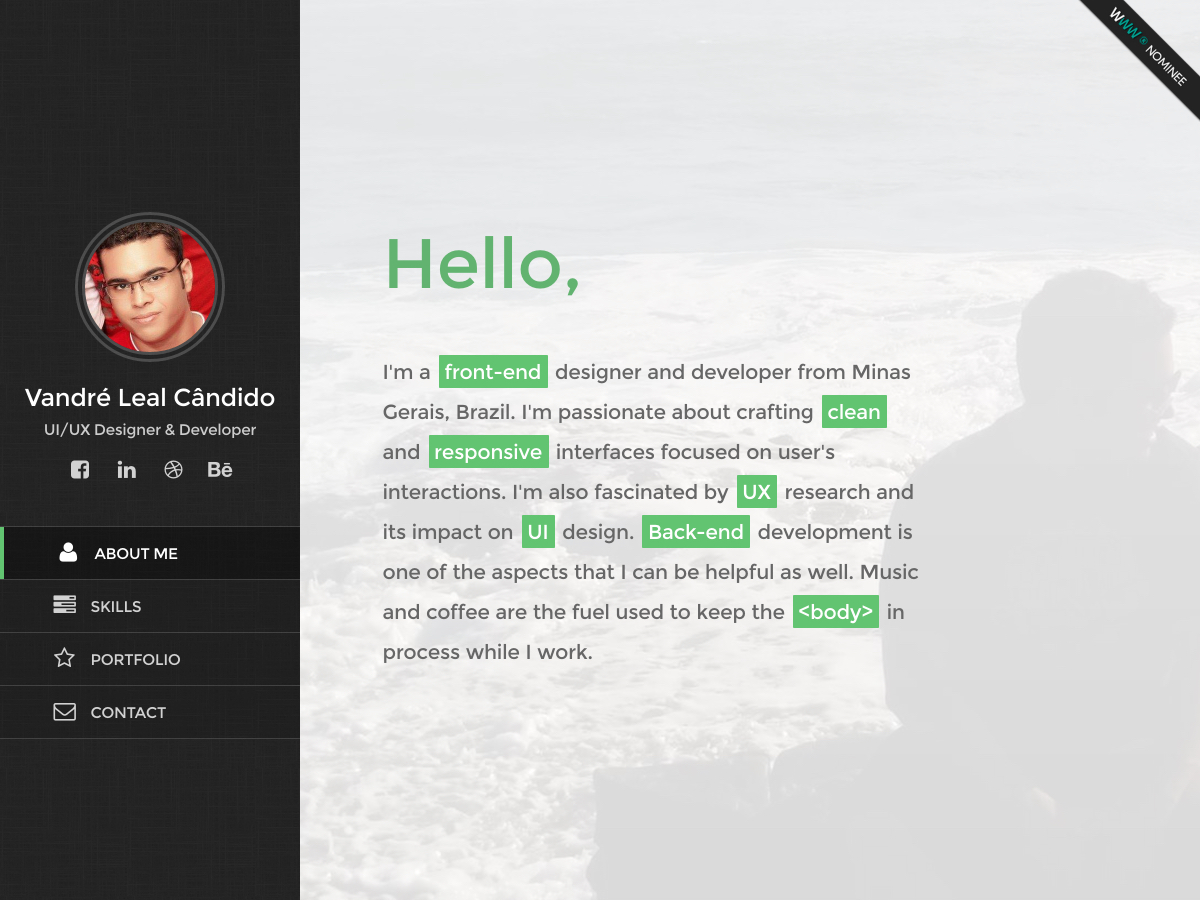 Vandré Leal Cândido
UI/UX Designer & Developer
in
Bē
ABOUT ME
SKILLS
PORTFOLIO
CONTACT
WWW ® NOMINEE
Hello,
I'm a front-end designer and developer from Minas
Gerais, Brazil. I'm passionate about crafting clean
and responsive interfaces focused on user's
interactions. I'm also fascinated by UX research and
its impact on UI design. Back-end development is
one of the aspects that I can be helpful as well. Music
and coffee are the fuel used to keep the <body> in
process while I work.